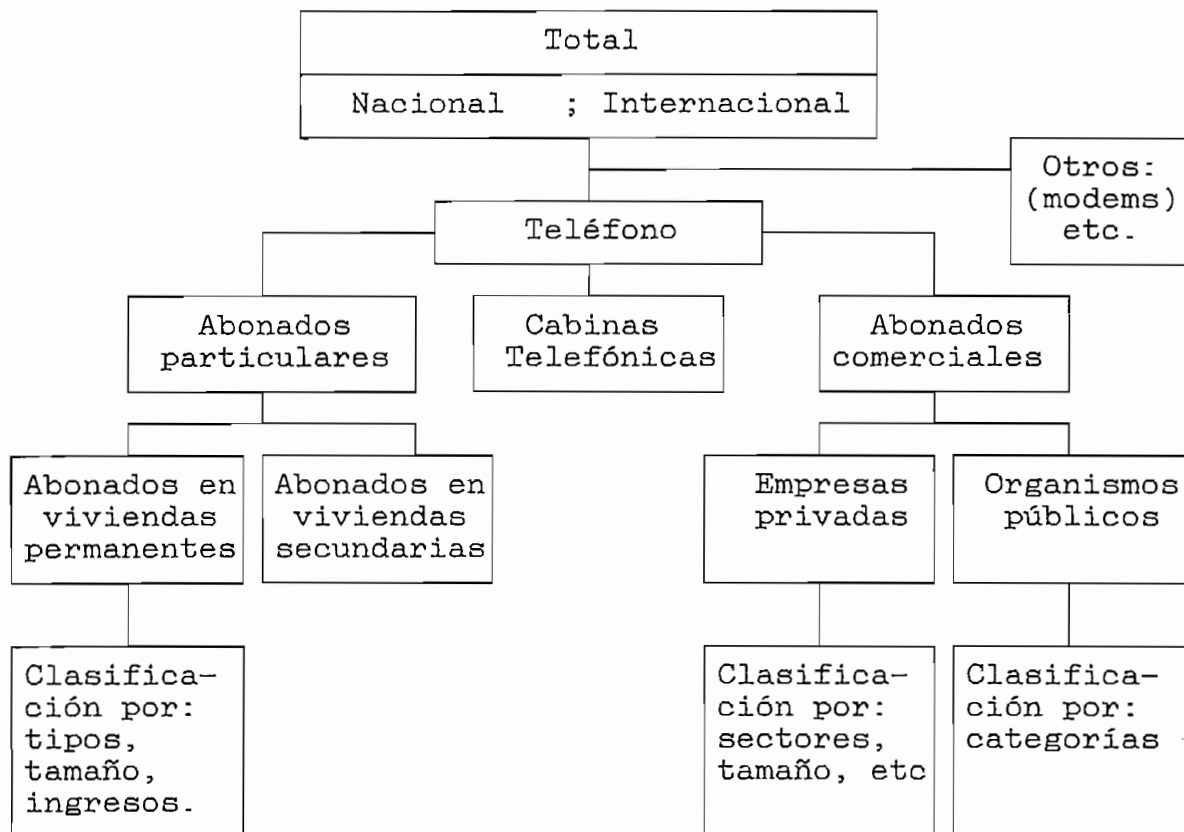 Total
Nacional ; Internacional
Otros:
(modems)
etc.
Teléfono
Abonados
particulares
Cabinas
Telefónicas
Abonados
comerciales
Abonados en
viviendas
permanentes
Abonados en
viviendas
secundarias
Empresas
privadas
Organismos
públicos
Clasifica-
ción por:
tipos,
tamaño,
ingresos.
Clasifica-
ción por:
sectores,
tamaño, etc
Clasifica-
ción por:
categorías